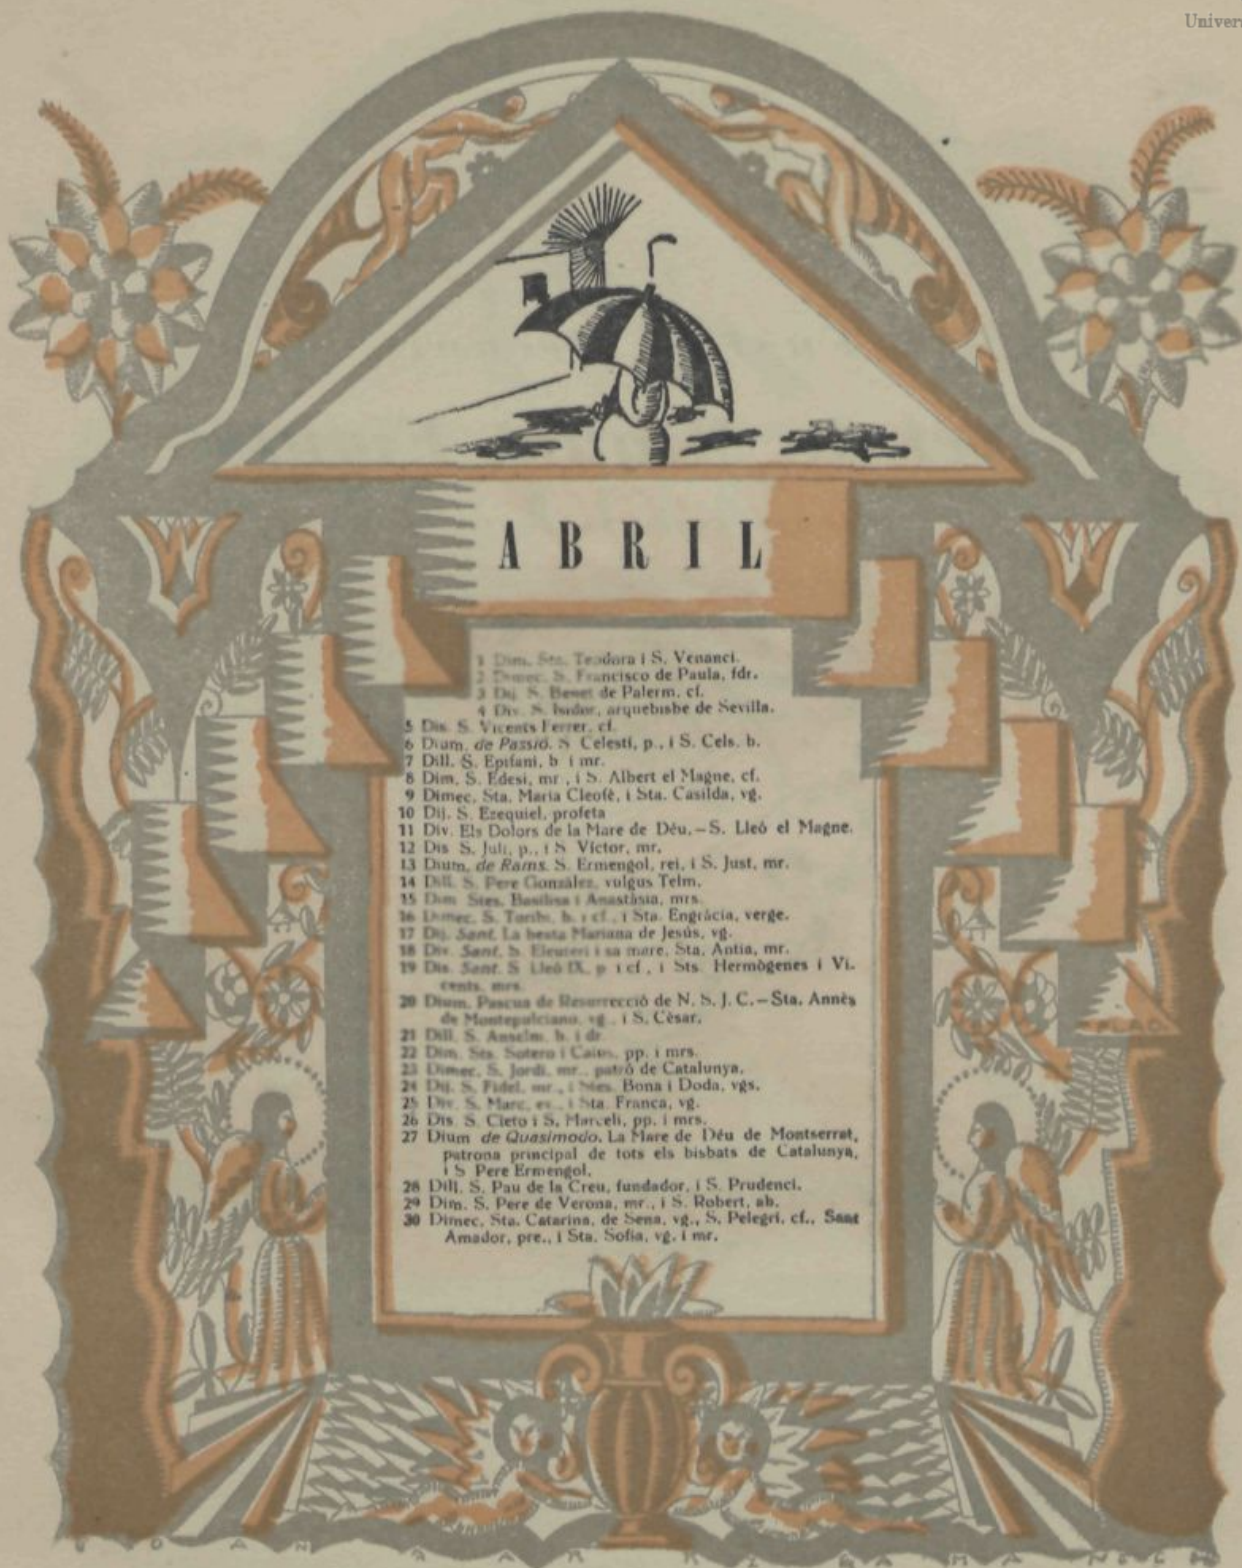 Univer
ABRIL
1 Dim. Sta. Teodora i S. Venanci.
2 Dimec. S. Francisco de Paula, fdr.
3 Dij. S. Benet de Palerm, cf.
4 Div. S. Isidor, arquebisbe de Sevilla.
5 Dis. S. Vicents Ferrer, cf.
6 Dium. de Passió. S Celestí, p., i S. Cels, b.
7 Dill. S. Epifani, b i mr.
8 Dim. S. Edesi, mr., i S. Albert el Magne, cf.
9 Dimec. Sta. Maria Cleofé, i Sta. Casilda, vg.
10 Dij. S. Ezequiel, profeta
11 Div. Els Dolors de la Mare de Déu.—S. Lleó el Magne.
12 Dis. S. Juli, p., i S Víctor, mr.
13 Dium. de Rams. S. Ermengol, rei, i S. Just, mr.
14 Dill. S. Pere González, vulgus Telm.
15 Dim. Stes. Basilisa i Anastàsia, mrs.
16 Dimec. S. Toribi, b. i cf., i Sta. Engràcia, verge.
17 Dij. Sant. La beata Mariana de Jesús, vg.
18 Div. Sant. S. Eleuteri i sa mare, Sta. Antia, mr.
19 Dis. Sant. S Lleó IX, p i cf., i Sts. Hermògenes i Vi-
cents, mrs.
20 Dium. Pascua de Resurrecció de N. S. J. C.—Sta. Annès
de Montepulciano, vg., i S. Cèsar.
21 Dill. S. Anselm, b. i dr.
22 Dim. Sts. Sotero i Caius, pp. i mrs.
23 Dimec. S. Jordi, mr., patró de Catalunya.
24 Dij. S. Fidel, mr., i Stes. Bona i Doda, vgs.
25 Div. S. Marc, ev., i Sta. Franca, vg.
26 Dis. S. Cleto i S. Marcelí, pp. i mrs.
27 Dium de Quasimodo. La Mare de Déu de Montserrat,
patrona principal de tots els bisbats de Catalunya,
i S Pere Ermengol.
28 Dill. S. Pau de la Creu, fundador, i S. Prudenci.
29 Dim. S. Pere de Verona, mr., i S. Robert, ab.
30 Dimec. Sta. Catarina, de Sena, vg., S. Pelegrí, cf., Sant
Amador, pre., i Sta. Sofia, vg. i mr.